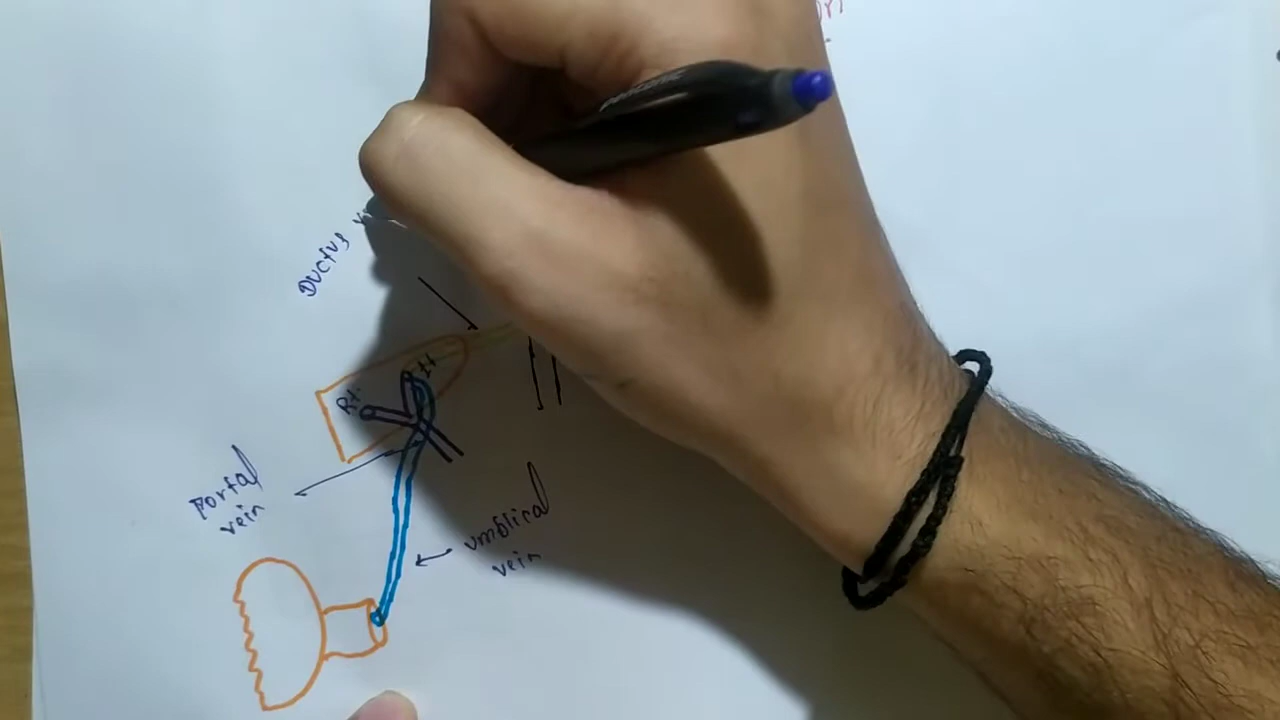 Ductus
Rt.
Lt
Portal
vein
umblical
vein